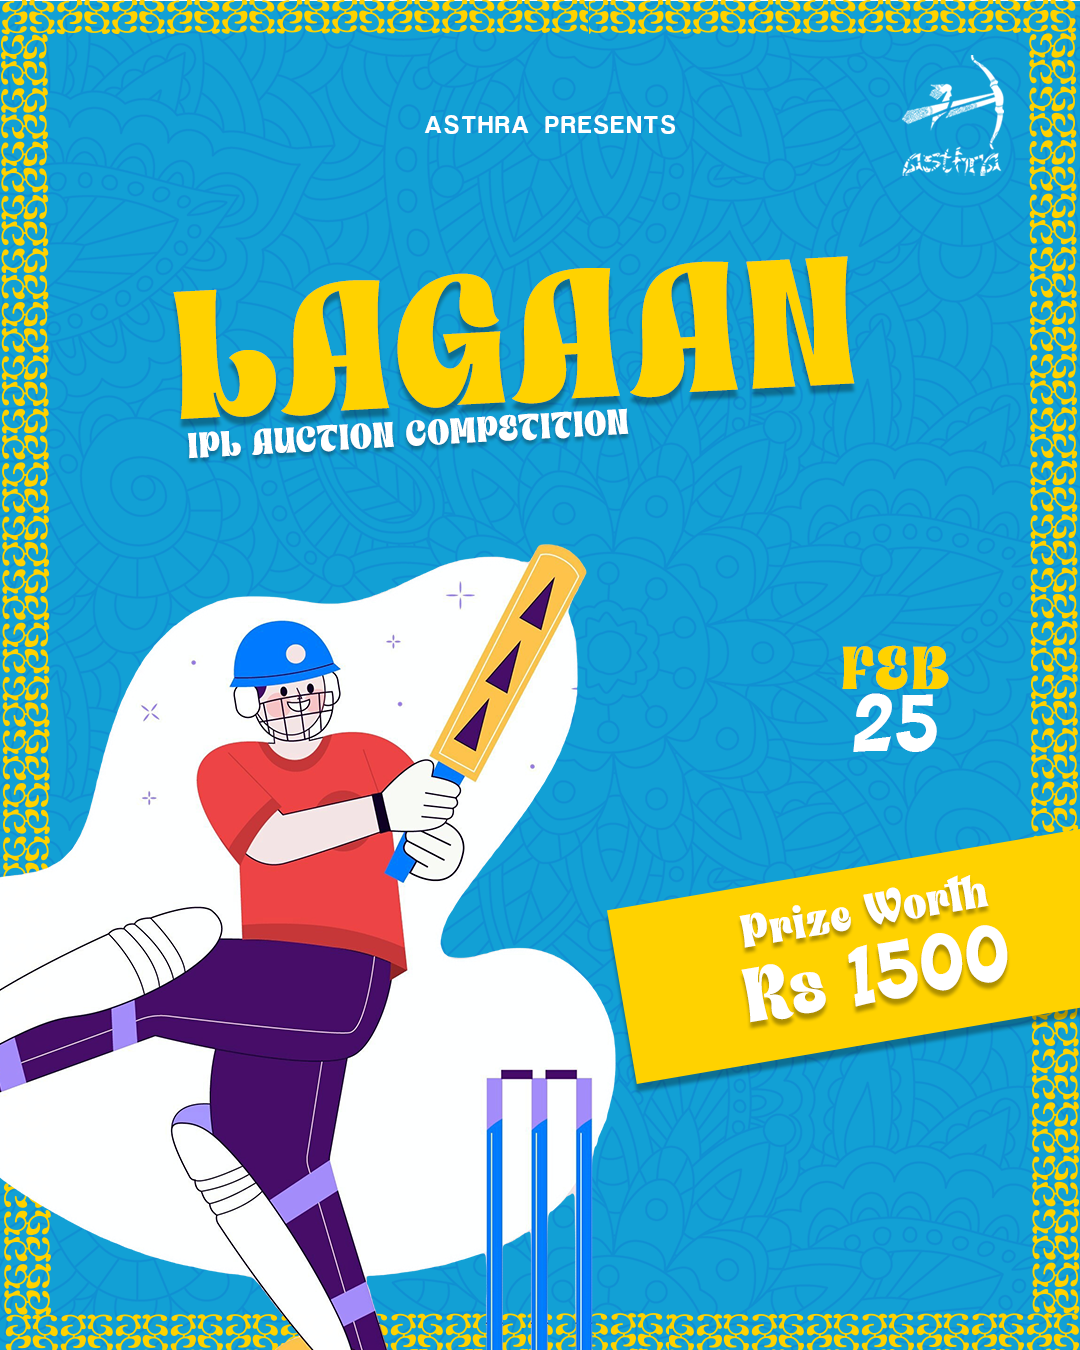 ASTHRA PRESENTS
asthra
LAGAAN
IPL AUCTION COMPETITION
FEB
25
Prize Worth
Rs 1500